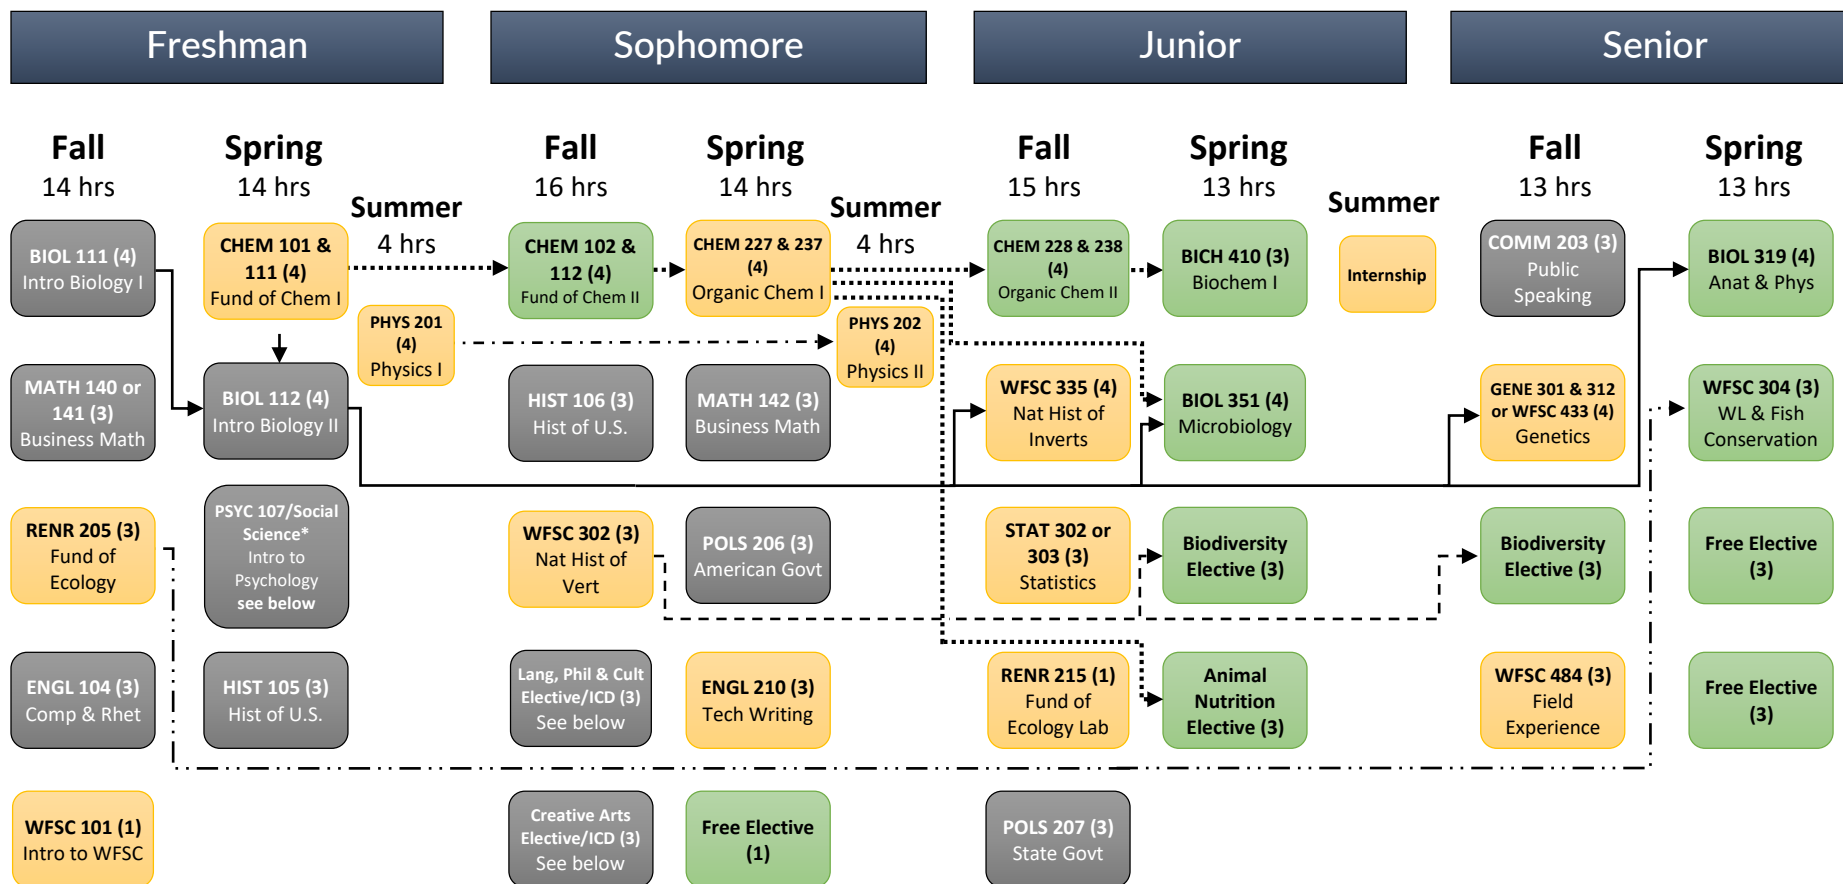 Freshman
Sophomore
Junior
Senior
Fall
14 hrs
Spring
14 hrs
Summer
4 hrs
Fall
16 hrs
Spring
14 hrs
Summer
4 hrs
Fall
15 hrs
Spring
13 hrs
Summer
Fall
13 hrs
Spring
13 hrs
BIOL 111 (4)
Intro Biology I
MATH 140 or
141 (3)
Business Math
RENR 205 (3)
Fund of
Ecology
ENGL 104 (3)
Comp & Rhet
WFSC 101 (1)
Intro to WFSC
CHEM 101 &
111 (4)
Fund of Chem I
BIOL 112 (4)
Intro Biology II
PSYC 107/Social
Science*
Intro to
Psychology
see below
HIST 105 (3)
Hist of U.S.
PHYS 201
(4)
Physics I
CHEM 102 &
112 (4)
Fund of Chem II
HIST 106 (3)
Hist of U.S.
WFSC 302 (3)
Nat Hist of
Vert
Lang, Phil & Cult
Elective/ICD (3)
See below
Creative Arts
Elective/ICD (3)
See below
CHEM 227 & 237
(4)
Organic Chem I
MATH 142 (3)
Business Math
POLS 206 (3)
American Govt
ENGL 210 (3)
Tech Writing
Free Elective
(1)
PHYS 202
(4)
Physics II
CHEM 228 & 238
(4)
Organic Chem II
WFSC 335 (4)
Nat Hist of
Inverts
STAT 302 or
303 (3)
Statistics
RENR 215 (1)
Fund of
Ecology Lab
POLS 207 (3)
State Govt
BICH 410 (3)
Biochem I
BIOL 351 (4)
Microbiology
Biodiversity
Elective (3)
Animal
Nutrition
Elective (3)
Internship
COMM 203 (3)
Public
Speaking
GENE 301 & 312
or WFSC 433 (4)
Genetics
Biodiversity
Elective (3)
WFSC 484 (3)
Field
Experience
BIOL 319 (4)
Anat & Phys
WFSC 304 (3)
WL & Fish
Conservation
Free Elective
(3)
Free Elective
(3)